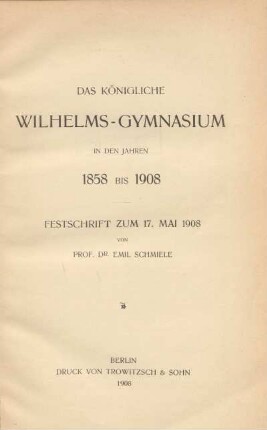 DAS KÖNIGLICHE
WILHELMS-GYMNASIUM
IN DEN JAHREN
1858 BIS 1908
FESTSCHRIFT ZUM 17. MAI 1908
VON
PROF. DR. EMIL SCHMIELE
BERLIN
DRUCK VON TROWITZSCH & SOHN
1908